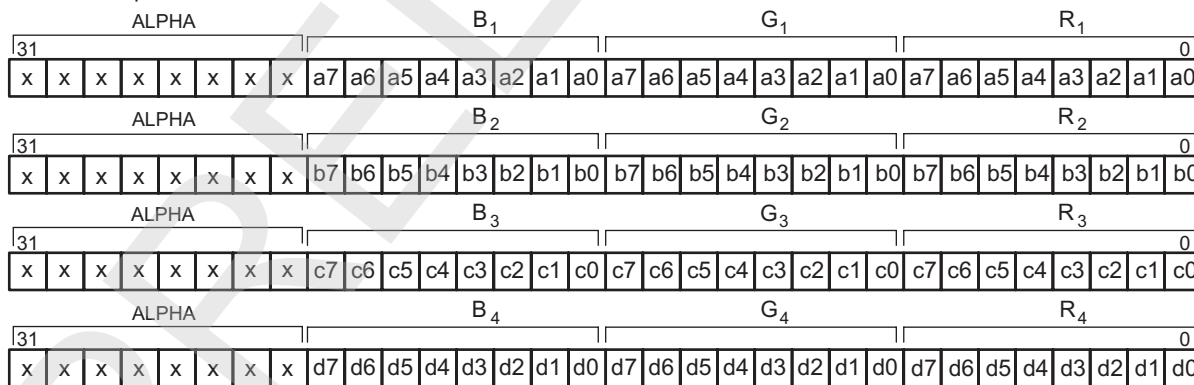 ALPHA B1 G1 R1
31 0
x x x x x x x x a7 a6 a5 a4 a3 a2 a1 a0 a7 a6 a5 a4 a3 a2 a1 a0 a7 a6 a5 a4 a3 a2 a1 a0
ALPHA B2 G2 R2
31 0
x x x x x x x x b7 b6 b5 b4 b3 b2 b1 b0 b7 b6 b5 b4 b3 b2 b1 b0 b7 b6 b5 b4 b3 b2 b1 b0
ALPHA B3 G3 R3
31 0
x x x x x x x x c7 c6 c5 c4 c3 c2 c1 c0 c7 c6 c5 c4 c3 c2 c1 c0 c7 c6 c5 c4 c3 c2 c1 c0
ALPHA B4 G4 R4
31 0
x x x x x x x x d7 d6 d5 d4 d3 d2 d1 d0 d7 d6 d5 d4 d3 d2 d1 d0 d7 d6 d5 d4 d3 d2 d1 d0